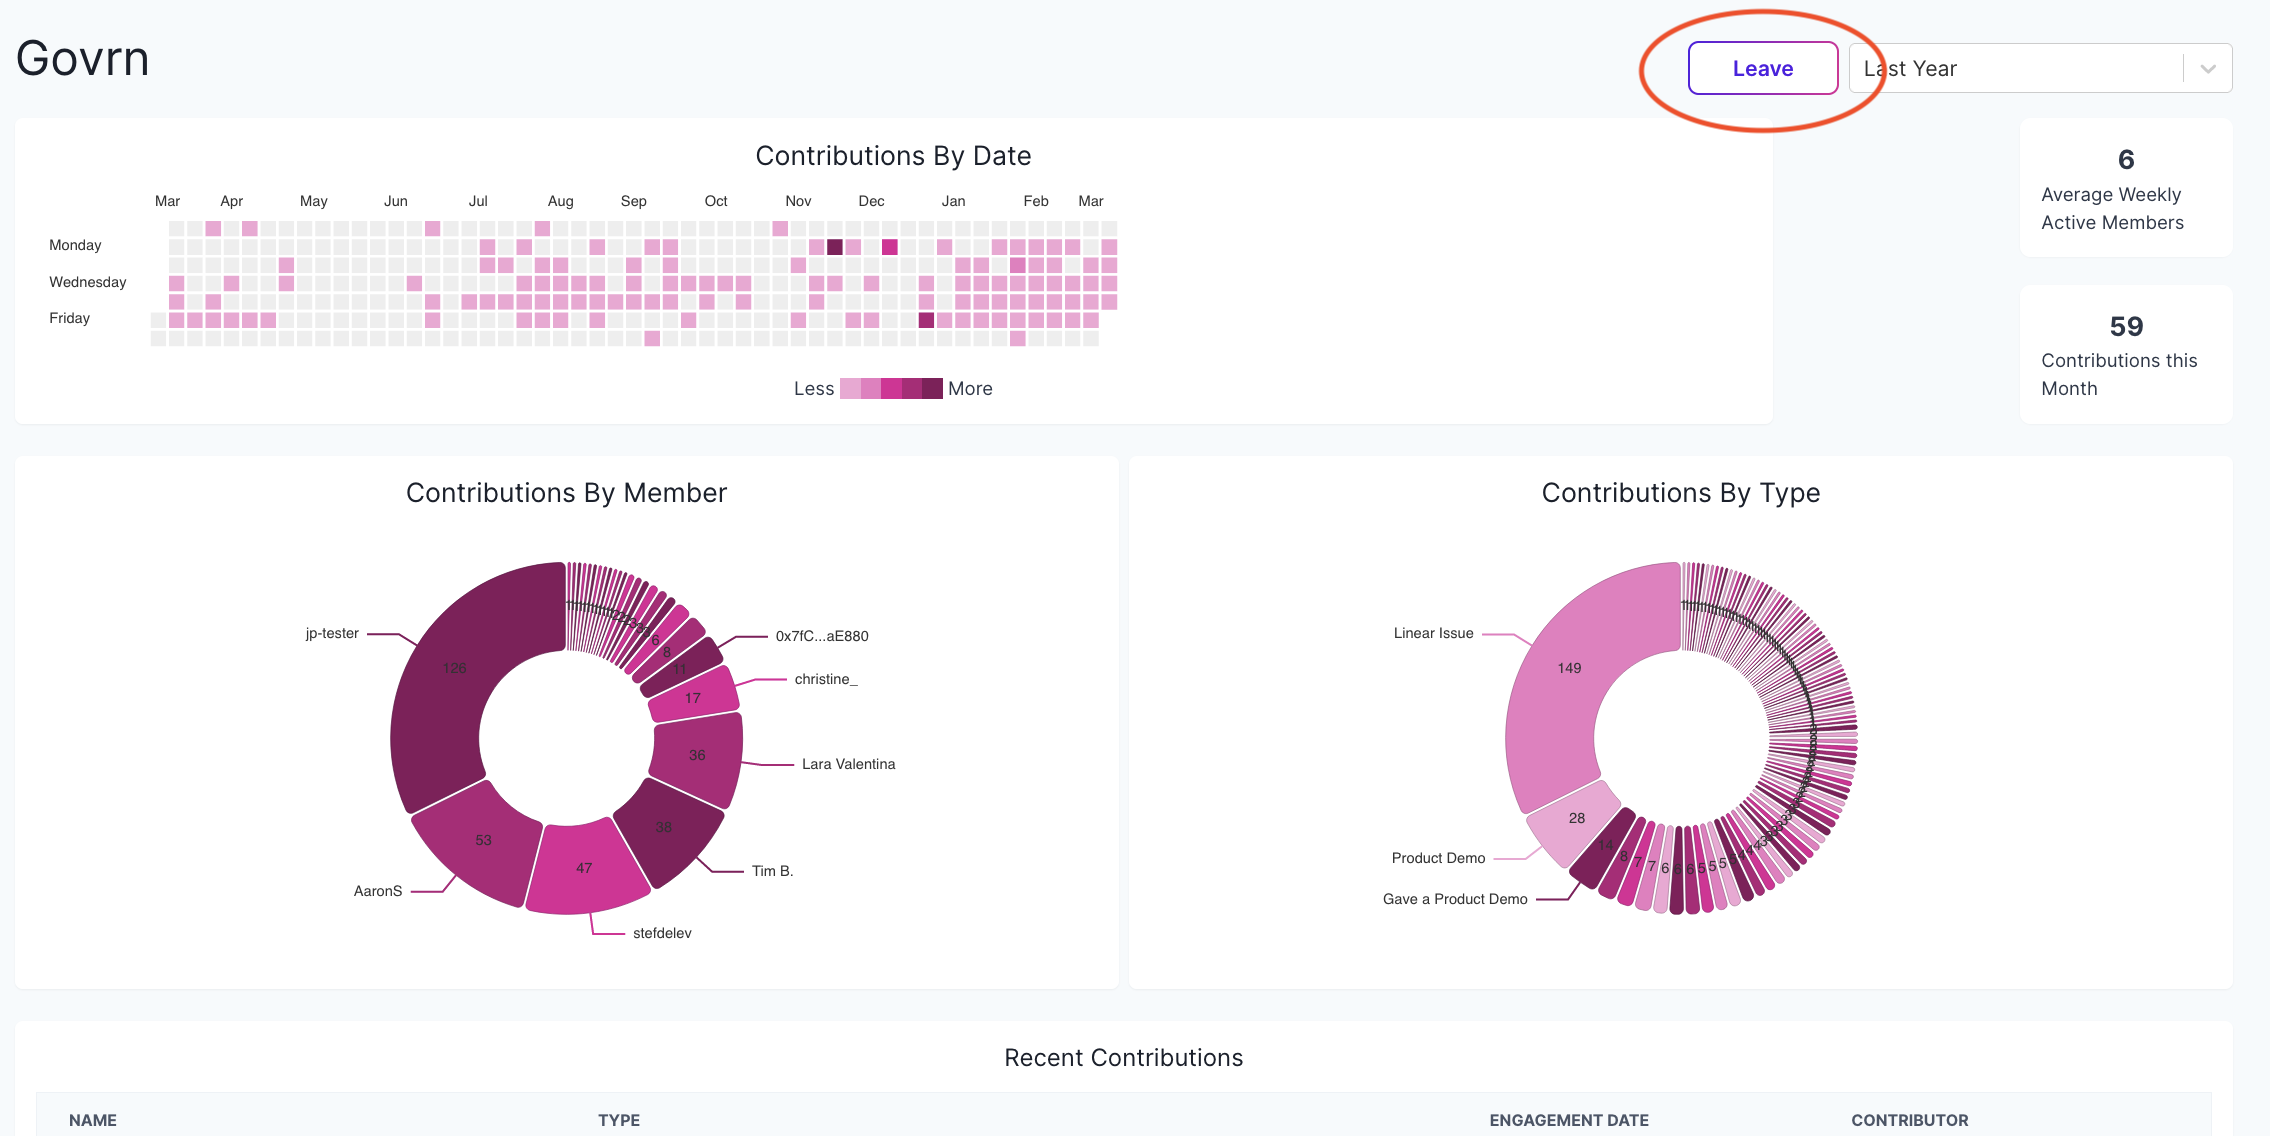 Govrn
Leave
Last Year
Contributions By Date
Mar Apr May Jun Jul Aug Sep Oct Nov Dec Jan Feb Mar
Monday
Wednesday
Friday
Less More
6
Average Weekly
Active Members
59
Contributions this
Month
Contributions By Member
jp-tester
126
6
8
11
0x7fC...aE880
17
christine_
36
Lara Valentina
38
Tim B.
47
stefdelev
53
AaronS
Contributions By Type
Linear Issue
149
28
Product Demo
14
Gave a Product Demo
8 7 7 6 6 6 5 5 5
Recent Contributions
NAME TYPE ENGAGEMENT DATE CONTRIBUTOR